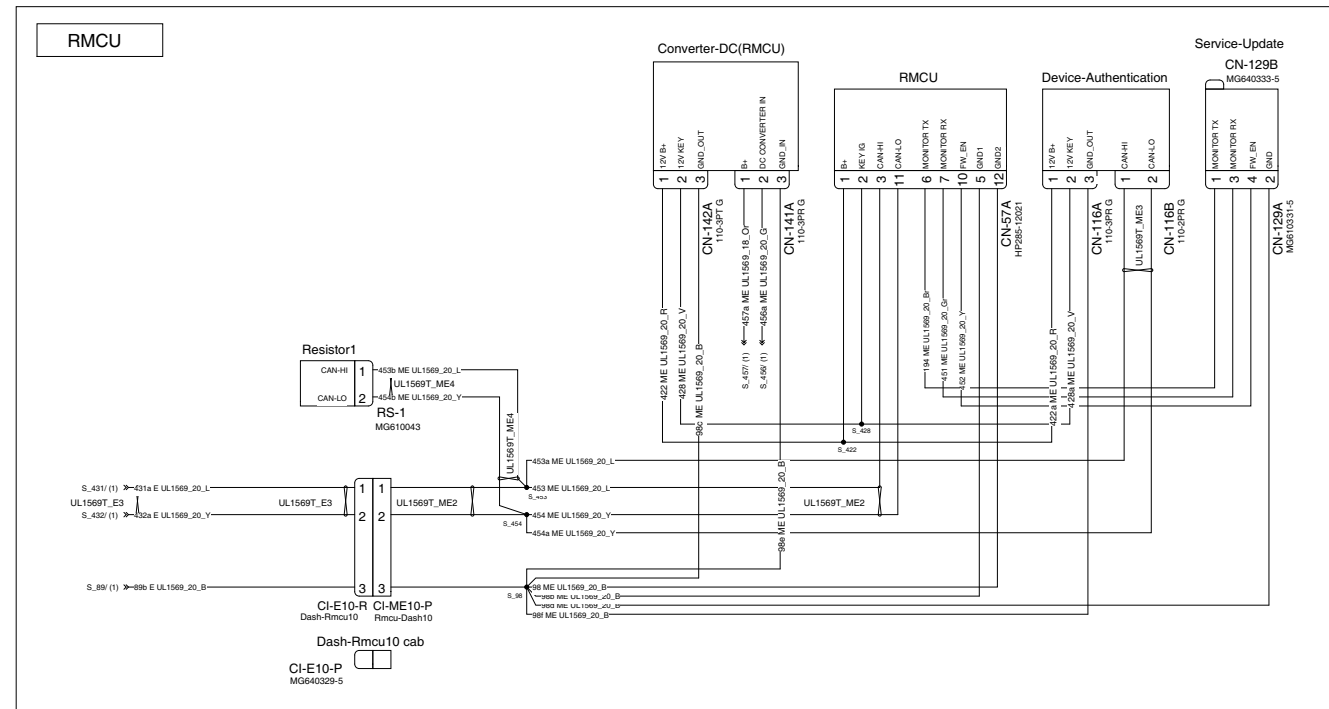 RMCU
Converter-DC(RMCU)
RMCU
Device-Authentication
Service-Update
CN-129B
MG640333-5
12V B+
12V KEY
GND_OUT
B+
DC CONVERTER IN
GND_IN
B+
KEY IG
CAN-HI
CAN-LO
MONITOR TX
MONITOR RX
FW_EN
GND1
GND2
12V B+
12V KEY
GND_OUT
CAN-HI
CAN-LO
MONITOR TX
MONITOR RX
FW_EN
GND
1
2
3
1
2
3
1
2
3
11
6
7
10
5
12
1
2
3
1
2
1
3
4
2
CN-142A
110-3PT G
CN-141A
110-3PR G
CN-57A
HP285-12021
CN-116A
110-3PR G
CN-116B
110-2PR G
CN-129A
MG610331-5
UL1569T_ME3
422 ME UL1569_20_R
428 ME UL1569_20_V
98c ME UL1569_20_B
S_457/ (1)
457a ME UL1569_18_Or
S_456/ (1)
456a ME UL1569_20_G
98e ME UL1569_20_B
194 ME UL1569_20_Br
451 ME UL1569_20_Gr
452 ME UL1569_20_Y
422a ME UL1569_20_R
428a ME UL1569_20_V
S_428
S_422
Resistor1
CAN-HI
1
453b ME UL1569_20_L
UL1569T_ME4
CAN-LO
2
454b ME UL1569_20_Y
RS-1
MG610043
UL1569T_ME4
453a ME UL1569_20_L
S_431/ (1)
431a E UL1569_20_L
1
1
453 ME UL1569_20_L
S_453
UL1569T_E3
UL1569T_E3
UL1569T_ME2
UL1569T_ME2
S_432/ (1)
432a E UL1569_20_Y
2
2
454 ME UL1569_20_Y
S_454
454a ME UL1569_20_Y
S_89/ (1)
89b E UL1569_20_B
3
3
98 ME UL1569_20_B
S_98
98b ME UL1569_20_B
98d ME UL1569_20_B
98f ME UL1569_20_B
CI-E10-R
CI-ME10-P
Dash-Rmcu10
Rmcu-Dash10
Dash-Rmcu10 cab
CI-E10-P
MG640329-5